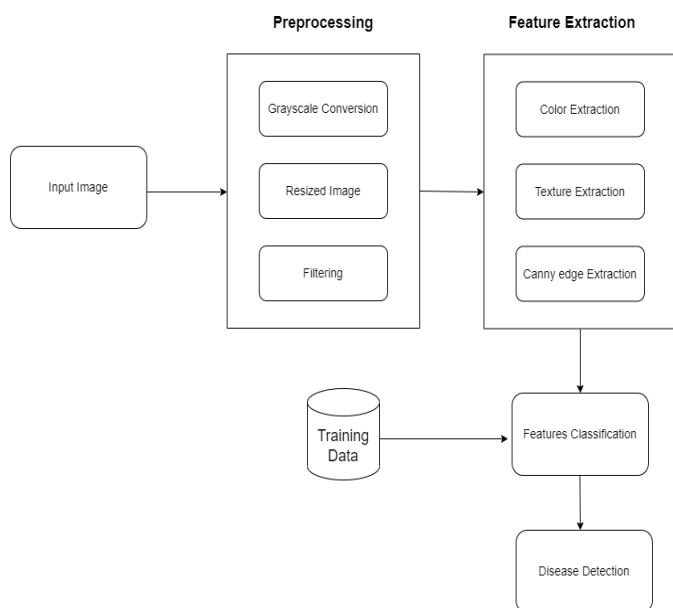 Preprocessing
Feature Extraction
Grayscale Conversion
Color Extraction
Input Image
Resized Image
Texture Extraction
Filtering
Canny edge Extraction
Training
Data
Features Classification
Disease Detection